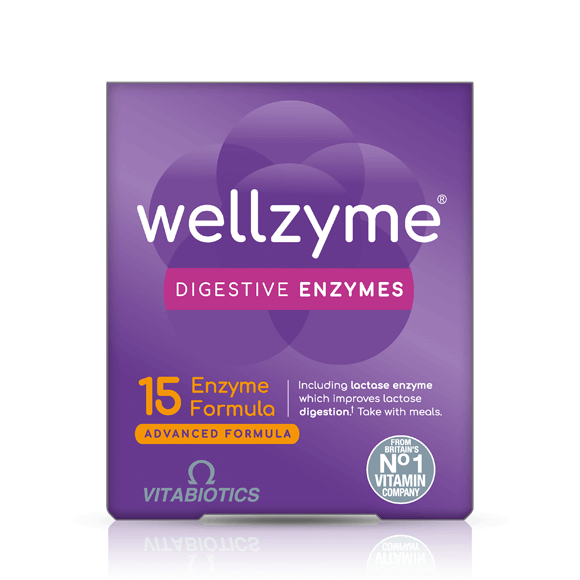 wellzyme®
DIGESTIVE ENZYMES
15 Enzyme
Formula
ADVANCED FORMULA
Including lactase enzyme
which improves lactose
digestion.† Take with meals.
VITABIOTICS
FROM
BRITAIN'S
No1
VITAMIN
COMPANY